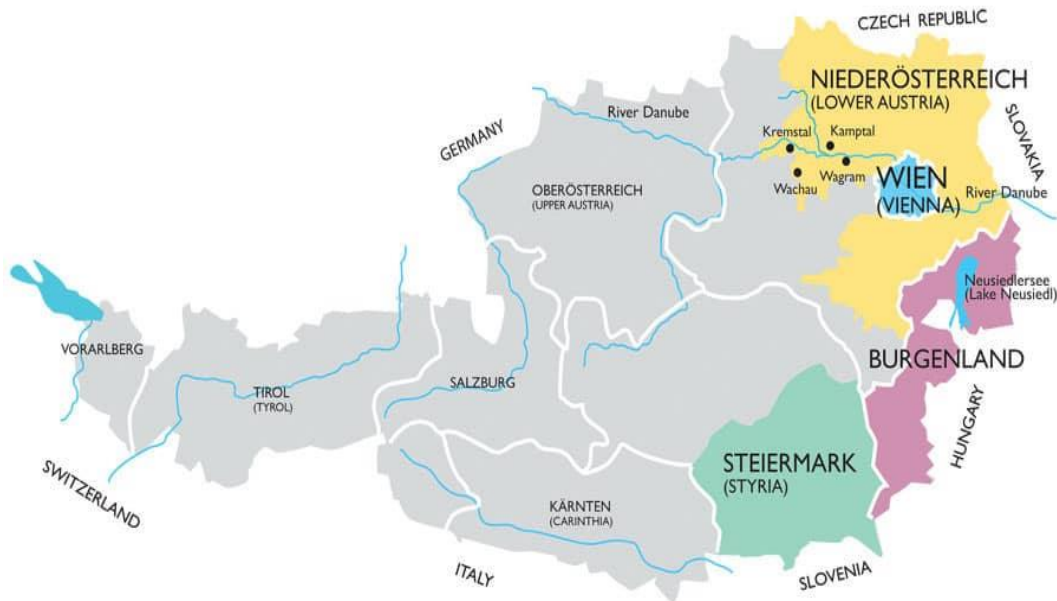 CZECH REPUBLIC
NIEDERÖSTERREICH
(LOWER AUSTRIA)
River Danube
Kremstal
Kamptal
SLOVAKIA
GERMANY
Wachau
Wagram
WIEN
(VIENNA)
River Danube
OBERÖSTERREICH
(UPPER AUSTRIA)
Neusiedlersee
(Lake Neusiedl)
VORARLBERG
BURGENLAND
TIROL
(TYROL)
SALZBURG
HUNGARY
SWITZERLAND
STEIERMARK
(STYRIA)
KÄRNTEN
(CARINTHIA)
ITALY
SLOVENIA